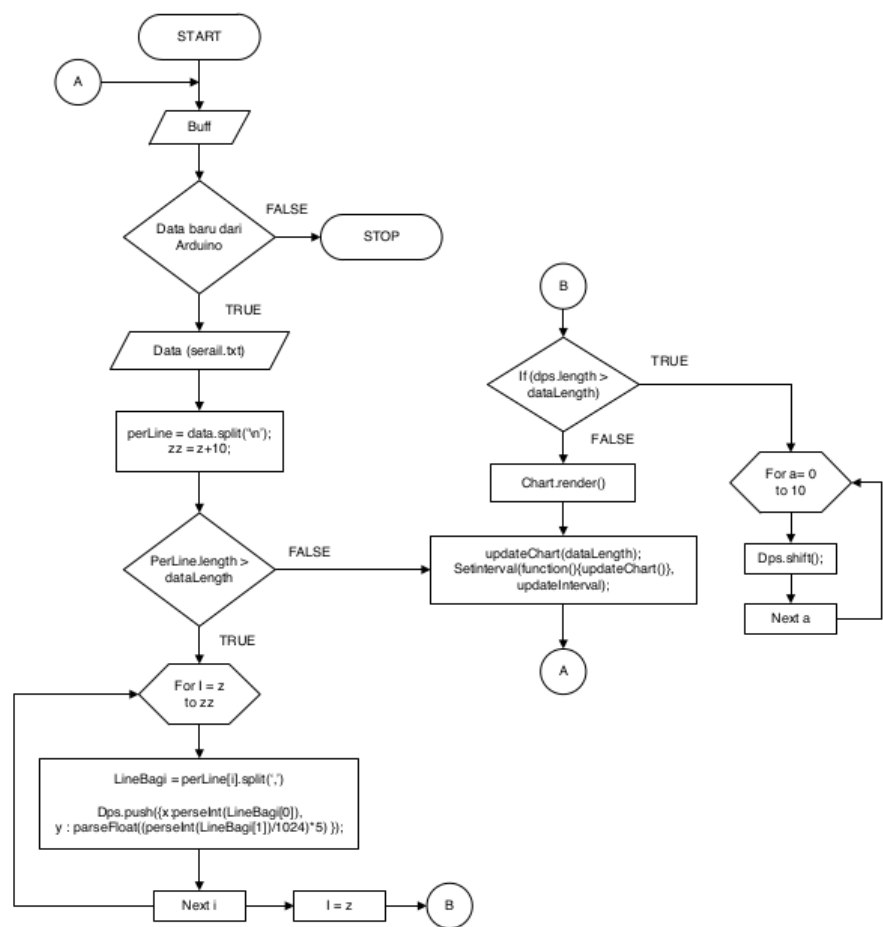 START
A
Buff
Data baru dari
Arduino
FALSE
STOP
TRUE
Data (serail.txt)
perLine = data.split('\n');
zz = z+10;
PerLine.length >
dataLength
FALSE
TRUE
For I = z
to zz
LineBagi = perLine[i].split(',')
Dps.push({x:perseInt(LineBagi[0]),
y : parseFloat((perseInt(LineBagi[1])/1024)*5) });
Next i
I = z
B
B
If (dps.length >
dataLength)
TRUE
FALSE
Chart.render()
updateChart(dataLength);
Setinterval(function(){updateChart()},
updateInterval);
A
For a= 0
to 10
Dps.shift();
Next a